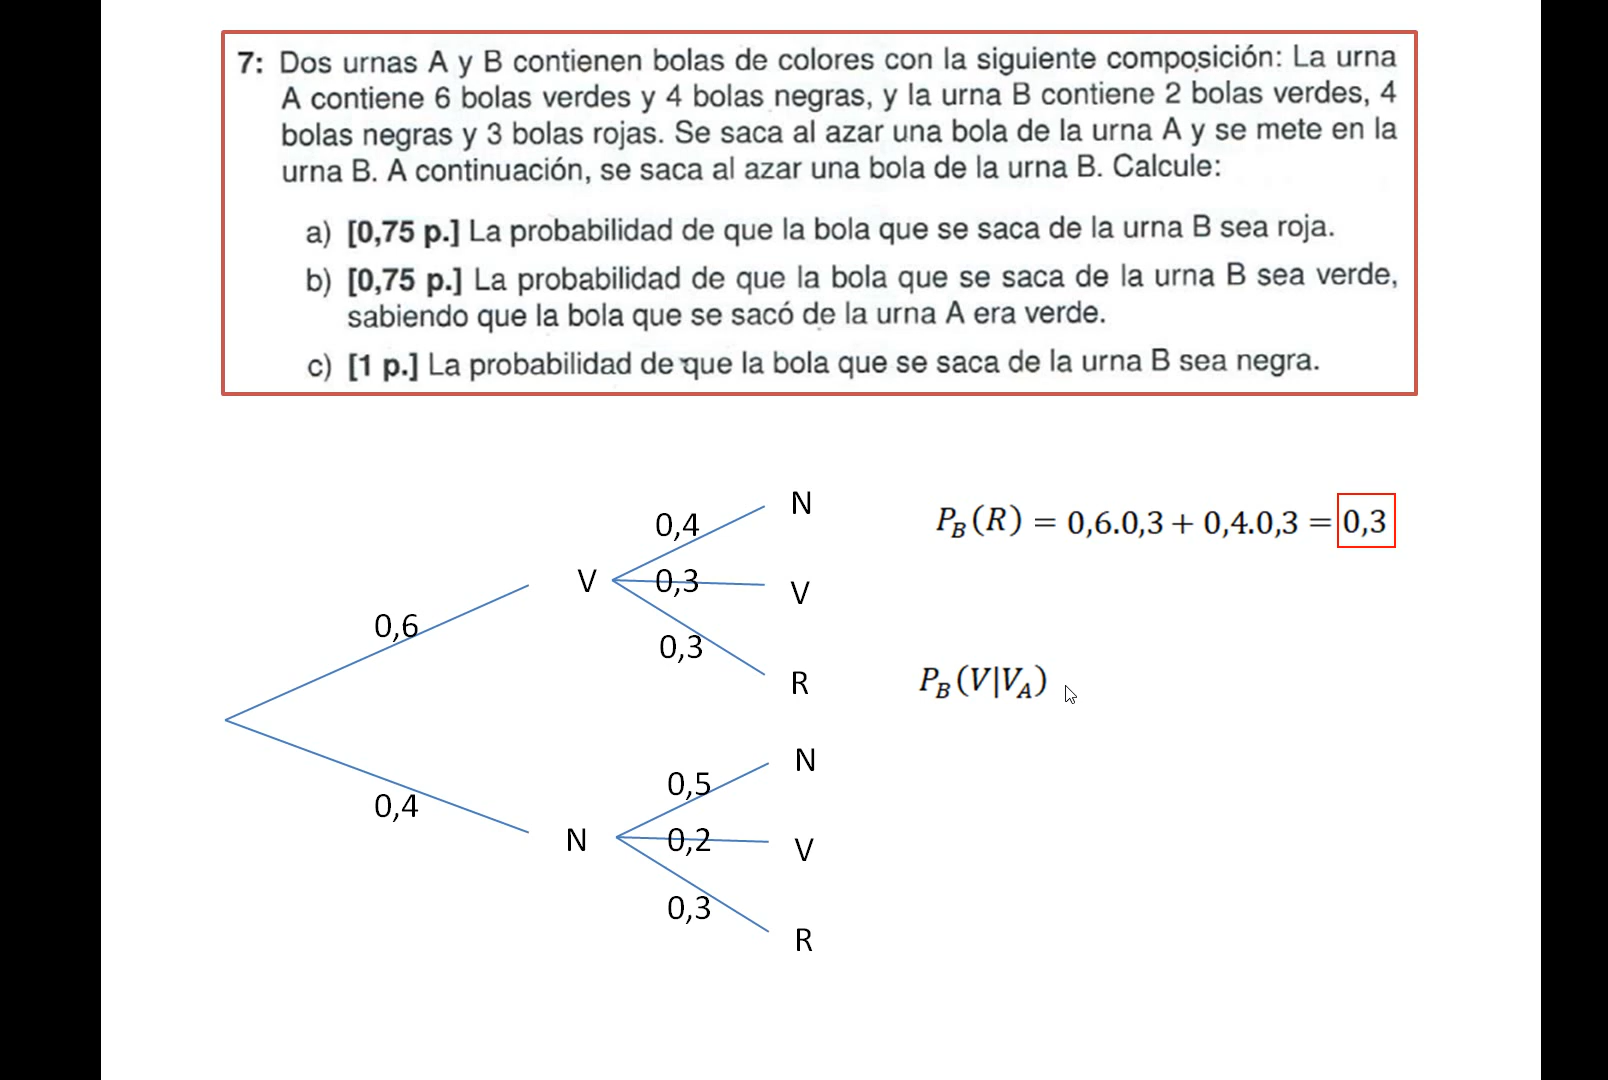 7: Dos urnas A y B contienen bolas de colores con la siguiente composición: La urna
A contiene 6 bolas verdes y 4 bolas negras, y la urna B contiene 2 bolas verdes, 4
bolas negras y 3 bolas rojas. Se saca al azar una bola de la urna A y se mete en la
urna B. A continuación, se saca al azar una bola de la urna B. Calcule:
a) [0,75 p.] La probabilidad de que la bola que se saca de la urna B sea roja.
b) [0,75 p.] La probabilidad de que la bola que se saca de la urna B sea verde,
sabiendo que la bola que se sacó de la urna A era verde.
c) [1 p.] La probabilidad de que la bola que se saca de la urna B sea negra.
N
0,4
P_B(R) = 0,6.0,3 + 0,4.0,3 = 0,3
V
0,3
V
0,6
0,3
R
P_B(V|V_A)
N
0,5
0,4
N
0,2
V
0,3
R